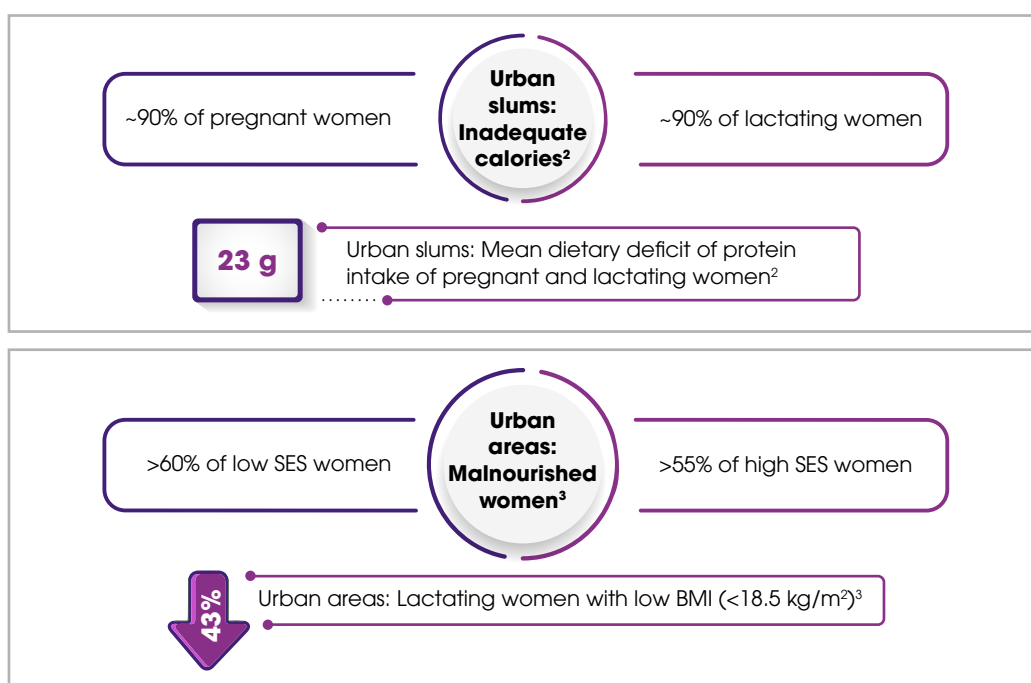 ~90% of pregnant women
Urban
slums:
Inadequate
calories²
~90% of lactating women
23 g
Urban slums: Mean dietary deficit of protein
intake of pregnant and lactating women²
>60% of low SES women
Urban
areas:
Malnourished
women³
>55% of high SES women
43%
Urban areas: Lactating women with low BMI (<18.5 kg/m²)³